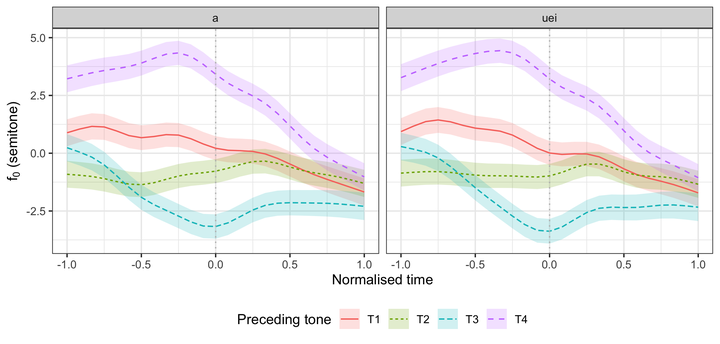 a uei
f0 (semitone)
5.0
2.5
0.0
-2.5
-1.0 -0.5 0.0 0.5 1.0 -1.0 -0.5 0.0 0.5 1.0
Normalised time
Preceding tone T1 T2 T3 T4